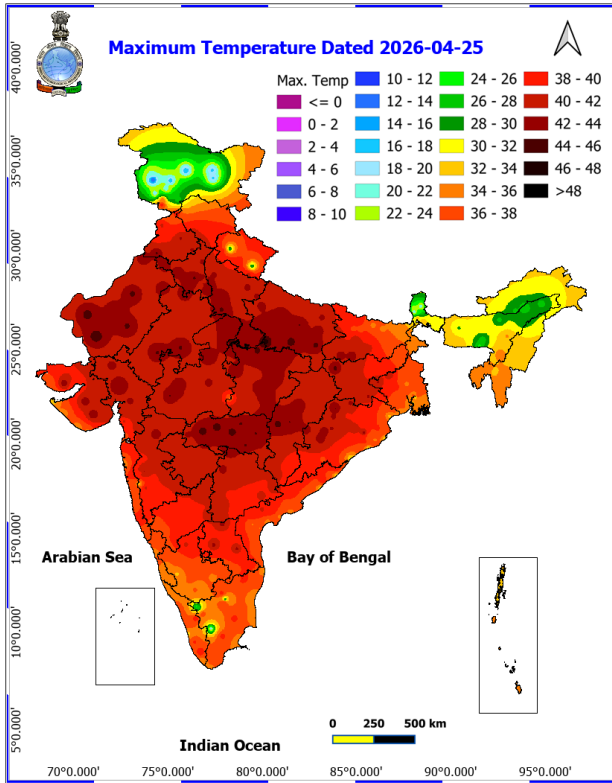 Maximum Temperature Dated 2026-04-25
Max. Temp
<= 0
0 - 2
2 - 4
4 - 6
6 - 8
8 - 10
10 - 12
12 - 14
14 - 16
16 - 18
18 - 20
20 - 22
22 - 24
24 - 26
26 - 28
28 - 30
30 - 32
32 - 34
34 - 36
36 - 38
38 - 40
40 - 42
42 - 44
44 - 46
46 - 48
>48
40°0.000'
35°0.000'
30°0.000'
25°0.000'
20°0.000'
15°0.000'
10°0.000'
5°0.000'
Arabian Sea
Bay of Bengal
Indian Ocean
0 250 500 km
70°0.000' 75°0.000' 80°0.000' 85°0.000' 90°0.000' 95°0.000'